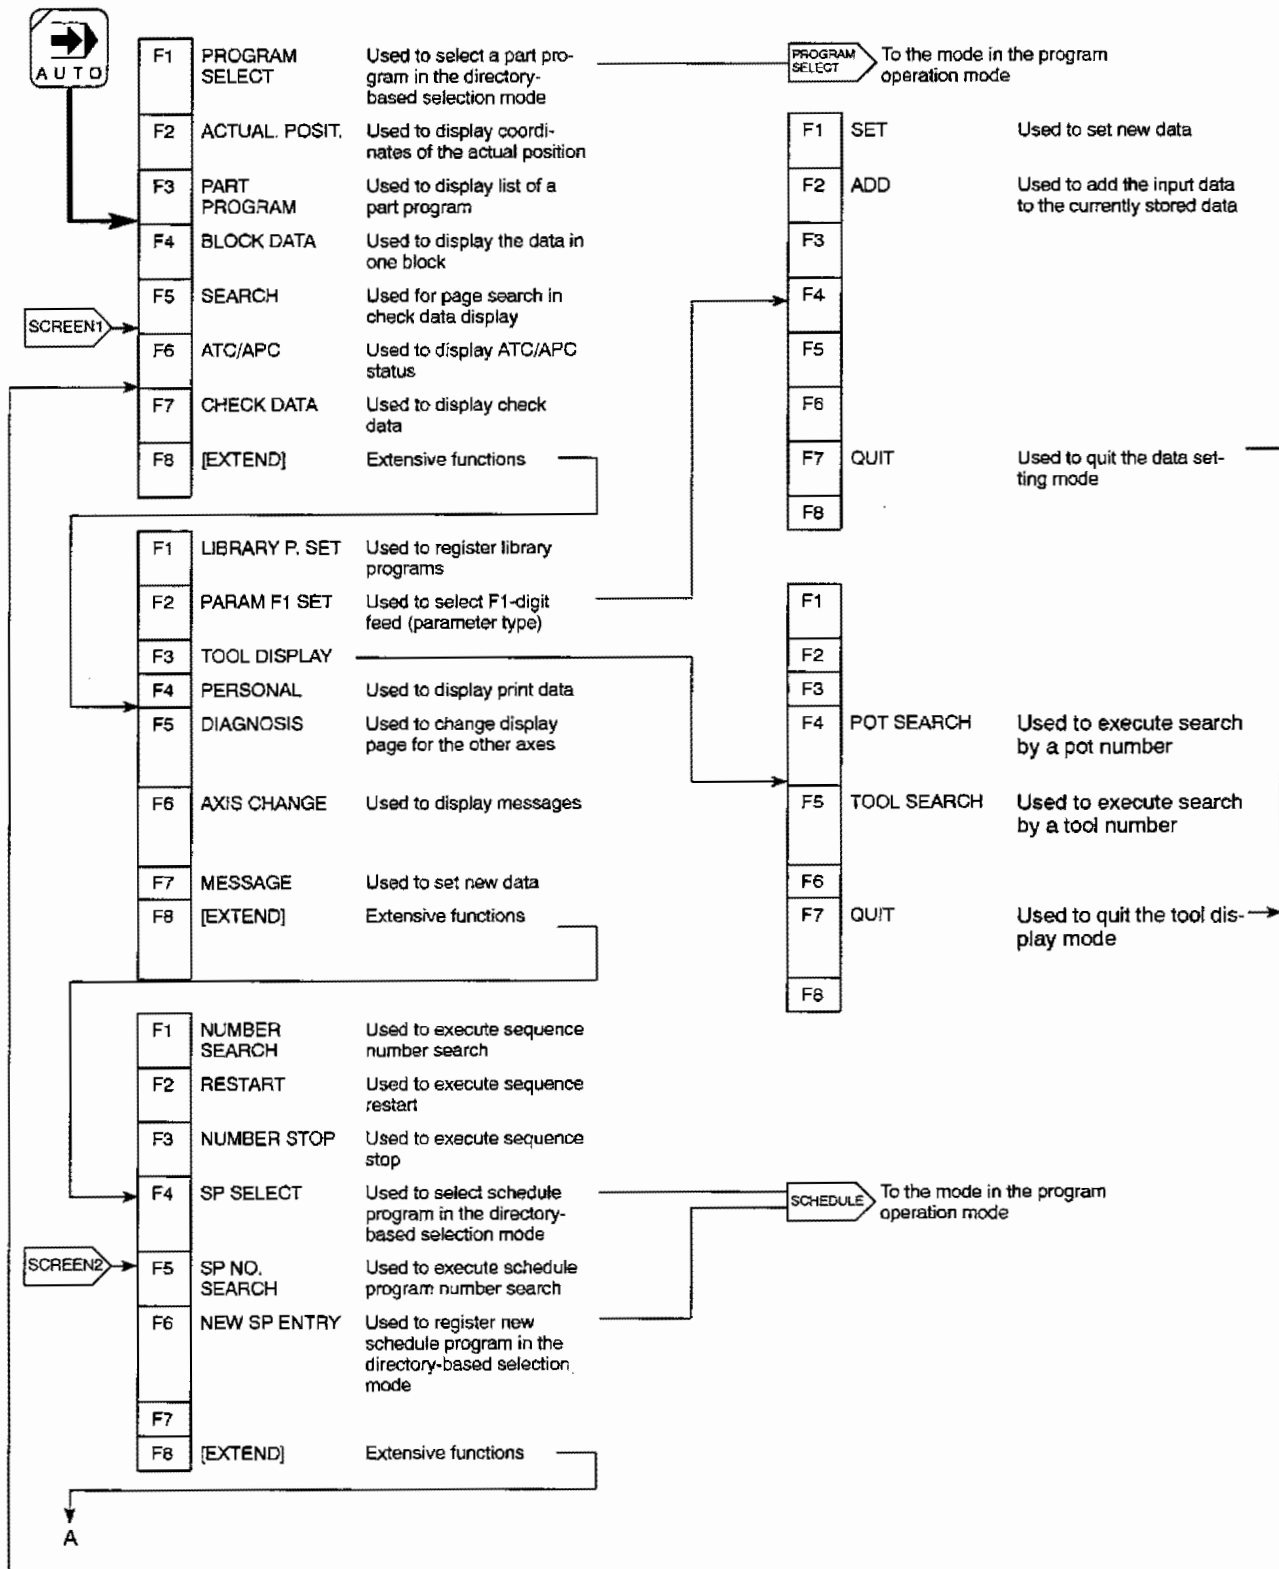 AUTO
F1 PROGRAM SELECT Used to select a part pro-
gram in the directory-
based selection mode
F2 ACTUAL. POSIT. Used to display coordi-
nates of the actual position
F3 PART PROGRAM Used to display list of a
part program
F4 BLOCK DATA Used to display the data in
one block
F5 SEARCH Used for page search in
check data display
SCREEN1
F6 ATC/APC Used to display ATC/APC
status
F7 CHECK DATA Used to display check
data
F8 [EXTEND] Extensive functions
PROGRAM SELECT To the mode in the program
operation mode
F1 SET Used to set new data
F2 ADD Used to add the input data
to the currently stored data
F3
F4
F5
F6
F7 QUIT Used to quit the data set-
ting mode
F8
F1 LIBRARY P. SET Used to register library
programs
F2 PARAM F1 SET Used to select F1-digit
feed (parameter type)
F3 TOOL DISPLAY
F4 PERSONAL Used to display print data
F5 DIAGNOSIS Used to change display
page for the other axes
F6 AXIS CHANGE Used to display messages
F7 MESSAGE Used to set new data
F8 [EXTEND] Extensive functions
F1
F2
F3
F4 POT SEARCH Used to execute search
by a pot number
F5 TOOL SEARCH Used to execute search
by a tool number
F6
F7 QUIT Used to quit the tool dis-
play mode
F8
F1 NUMBER SEARCH Used to execute sequence
number search
F2 RESTART Used to execute sequence
restart
F3 NUMBER STOP Used to execute sequence
stop
F4 SP SELECT Used to select schedule
program in the directory-
based selection mode
SCREEN2
F5 SP NO. SEARCH Used to execute schedule
program number search
F6 NEW SP ENTRY Used to register new
schedule program in the
directory-based selection
mode
F7
F8 [EXTEND] Extensive functions
SCHEDULE To the mode in the program
operation mode
A